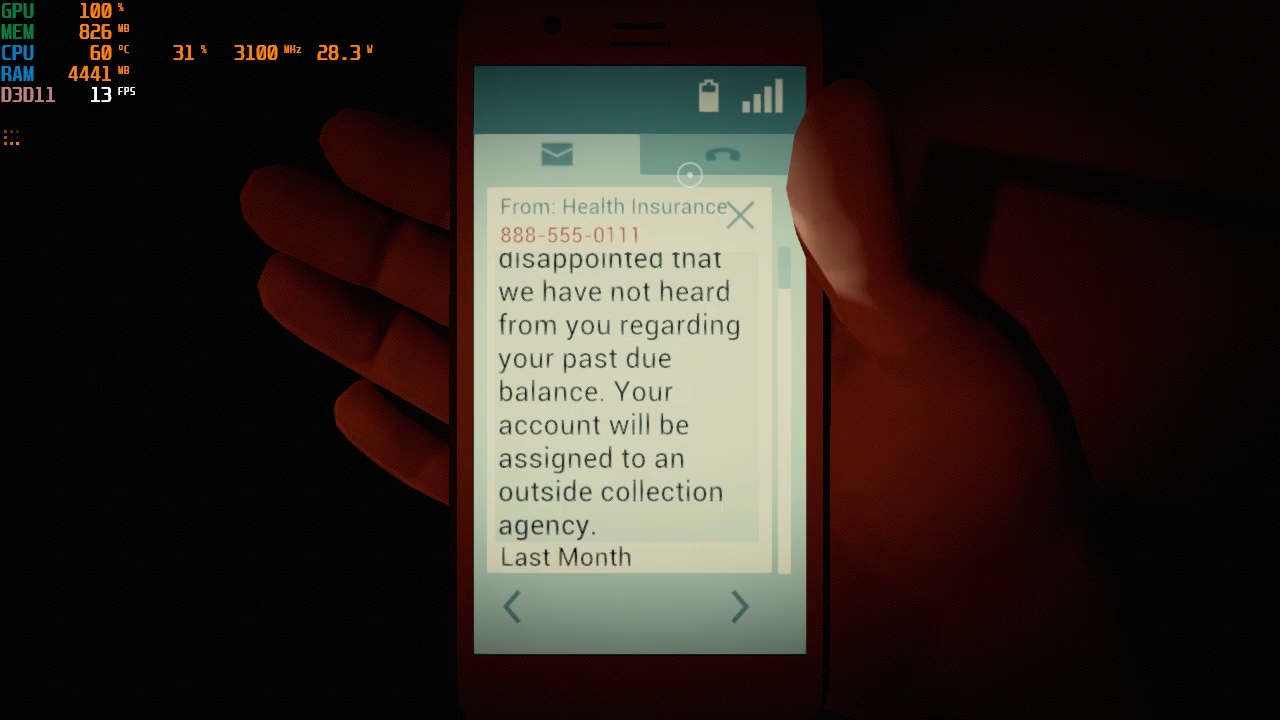 GPU 100 %
MEM 826 MB
CPU 60 °C 31 % 3100 MHz 28.3 W
RAM 4441 MB
D3D11 13 FPS
From: Health Insurance
888-555-0111
disappointed that
we have not heard
from you regarding
your past due
balance. Your
account will be
assigned to an
outside collection
agency.
Last Month